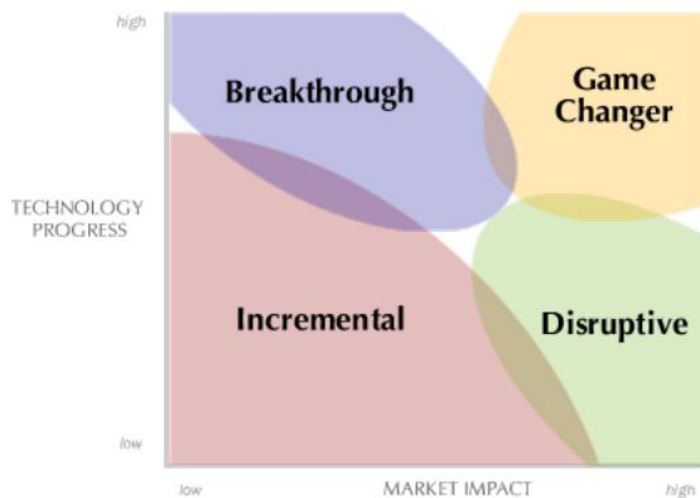 high
Breakthrough
Game
Changer
TECHNOLOGY
PROGRESS
Incremental
Disruptive
low
low
MARKET IMPACT
high